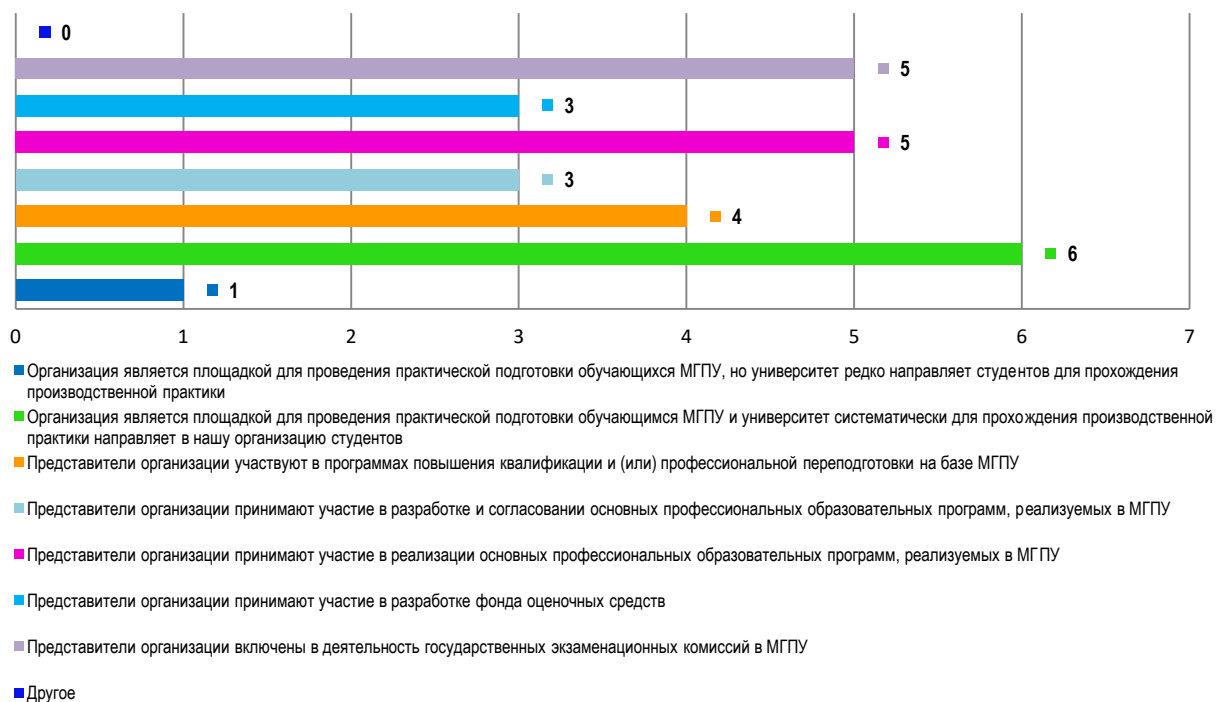 0
5
3
5
3
4
6
1
0 1 2 3 4 5 6 7
Организация является площадкой для проведения практической подготовки обучающихся МГПУ, но университет редко направляет студентов для прохождения
производственной практики
Организация является площадкой для проведения практической подготовки обучающимся МГПУ и университет систематически для прохождения производственной
практики направляет в нашу организацию студентов
Представители организации участвуют в программах повышения квалификации и (или) профессиональной переподготовки на базе МГПУ
Представители организации принимают участие в разработке и согласовании основных профессиональных образовательных программ, реализуемых в МГПУ
Представители организации принимают участие в реализации основных профессиональных образовательных программ, реализуемых в МГПУ
Представители организации принимают участие в разработке фонда оценочных средств
Представители организации включены в деятельность государственных экзаменационных комиссий в МГПУ
Другое